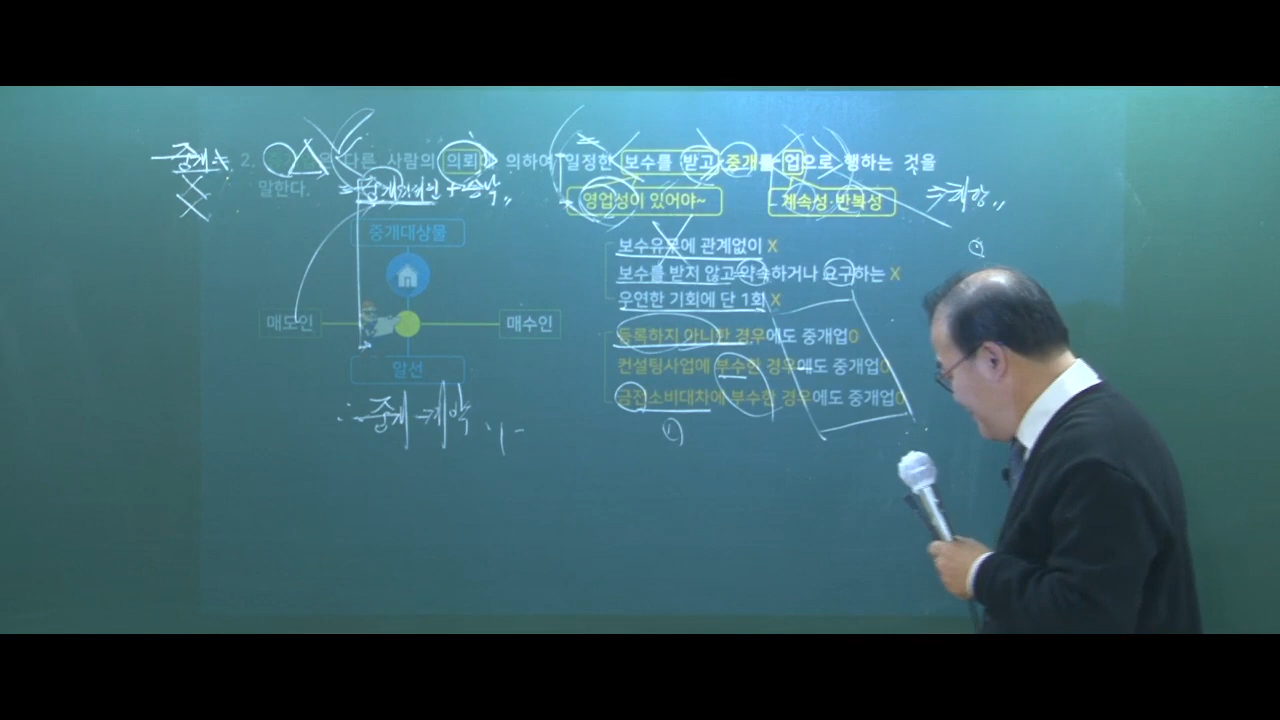 중개는 2. 은 다른 사람의 의뢰에 의하여 일정한 보수를 받고 중개를 업으로 행하는 것을
말한다.
영업성이 있어야~
계속성·반복성
중개대상물
매도인
매수인
알선
∴ 중개계약
보수유무에 관계없이 X
보수를 받지 않고 약속하거나 요구하는 X
우연한 기회에 단 1회 X
등록하지 아니한 경우에도 중개업O
컨설팅사업에 부수한 경우에도 중개업O
금전소비대차에 부수한 경우에도 중개업O